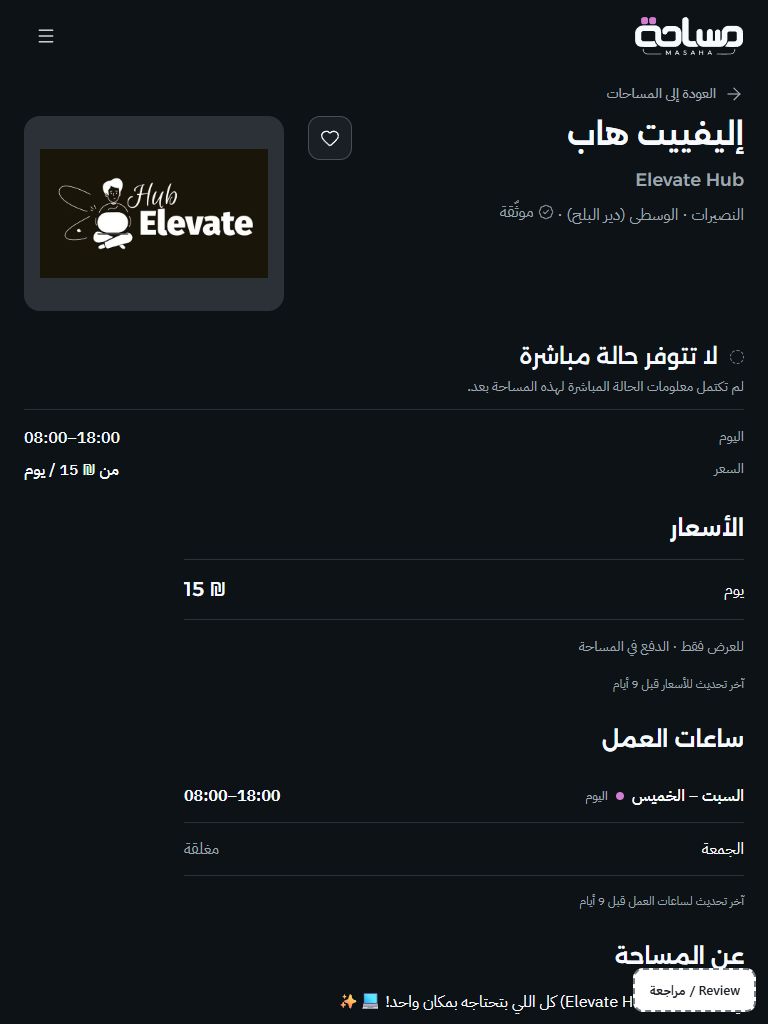 مساحة
MASAHA
العودة إلى المساحات
إليفييت هاب
Elevate Hub
النصيرات · الوسطى (دير البلح) · موثّقة
Hub
Elevate
لا تتوفر حالة مباشرة
لم تكتمل معلومات الحالة المباشرة لهذه المساحة بعد.
اليوم 08:00–18:00
السعر من ₪ 15 / يوم
الأسعار
يوم ₪ 15
للعرض فقط · الدفع في المساحة
آخر تحديث للأسعار قبل 9 أيام
ساعات العمل
السبت – الخميس اليوم 08:00–18:00
الجمعة مغلقة
آخر تحديث لساعات العمل قبل 9 أيام
عن المساحة
(Elevate H كل اللي بتحتاجه بمكان واحد! 💻 ✨
مراجعة / Review